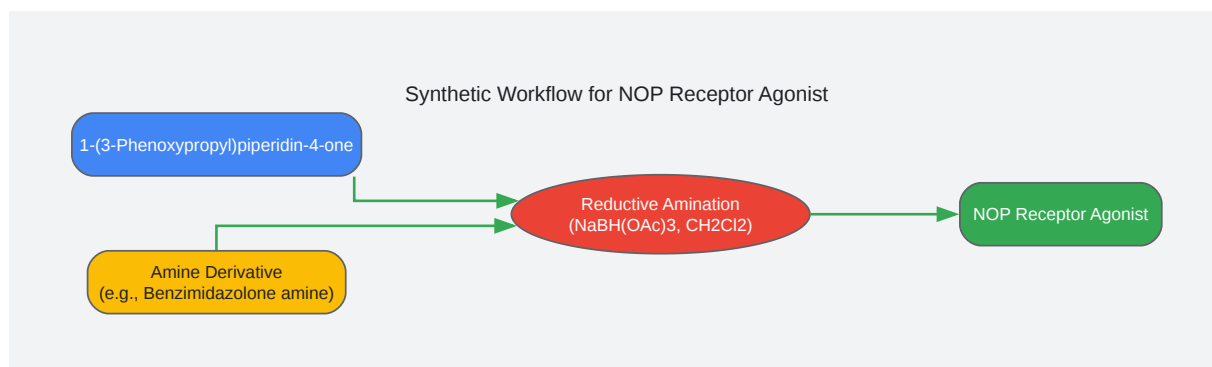 Synthetic Workflow for NOP Receptor Agonist
1-(3-Phenoxypropyl)piperidin-4-one
Reductive Amination
(NaBH(OAc)3, CH2Cl2)
NOP Receptor Agonist
Amine Derivative
(e.g., Benzimidazolone amine)